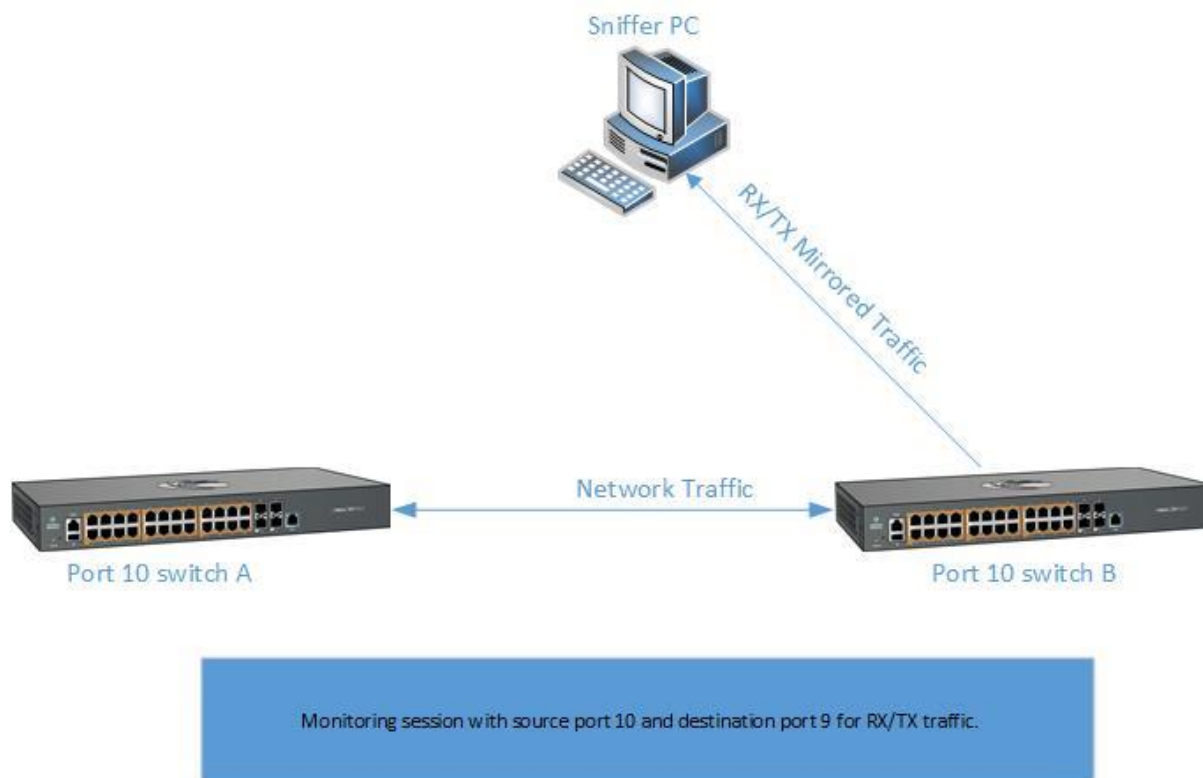 Sniffer PC
RX/TX Mirrored Traffic
Network Traffic
Port 10 switch A
Port 10 switch B
Monitoring session with source port 10 and destination port 9 for RX/TX traffic.